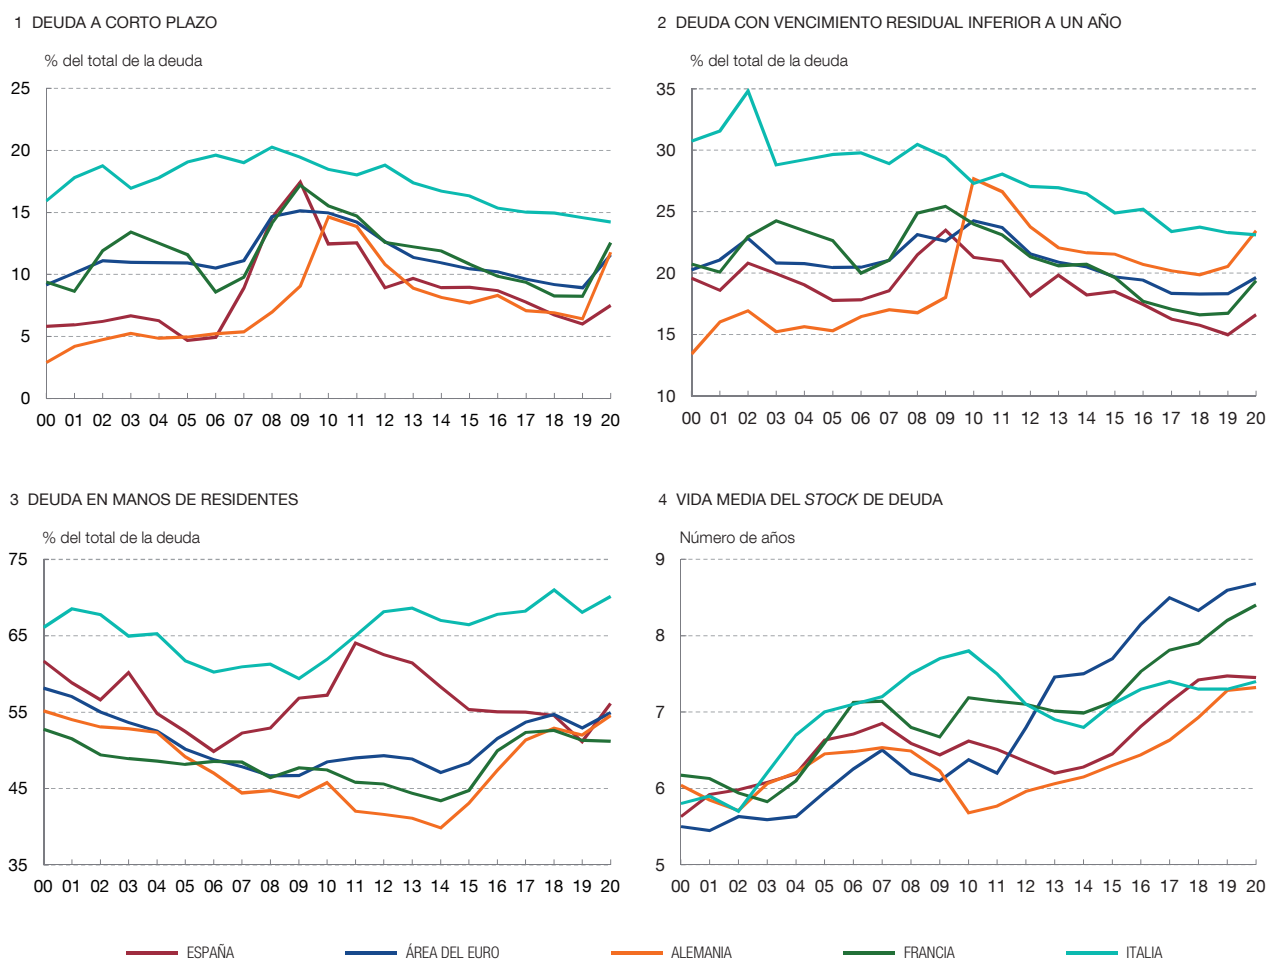 1 DEUDA A CORTO PLAZO
% del total de la deuda
25
20
15
10
5
0
00 01 02 03 04 05 06 07 08 09 10 11 12 13 14 15 16 17 18 19 20
2 DEUDA CON VENCIMIENTO RESIDUAL INFERIOR A UN AÑO
% del total de la deuda
35
30
25
20
15
10
00 01 02 03 04 05 06 07 08 09 10 11 12 13 14 15 16 17 18 19 20
3 DEUDA EN MANOS DE RESIDENTES
% del total de la deuda
75
65
55
45
35
00 01 02 03 04 05 06 07 08 09 10 11 12 13 14 15 16 17 18 19 20
4 VIDA MEDIA DEL STOCK DE DEUDA
Número de años
9
8
7
6
5
00 01 02 03 04 05 06 07 08 09 10 11 12 13 14 15 16 17 18 19 20
ESPAÑA ÁREA DEL EURO ALEMANIA FRANCIA ITALIA